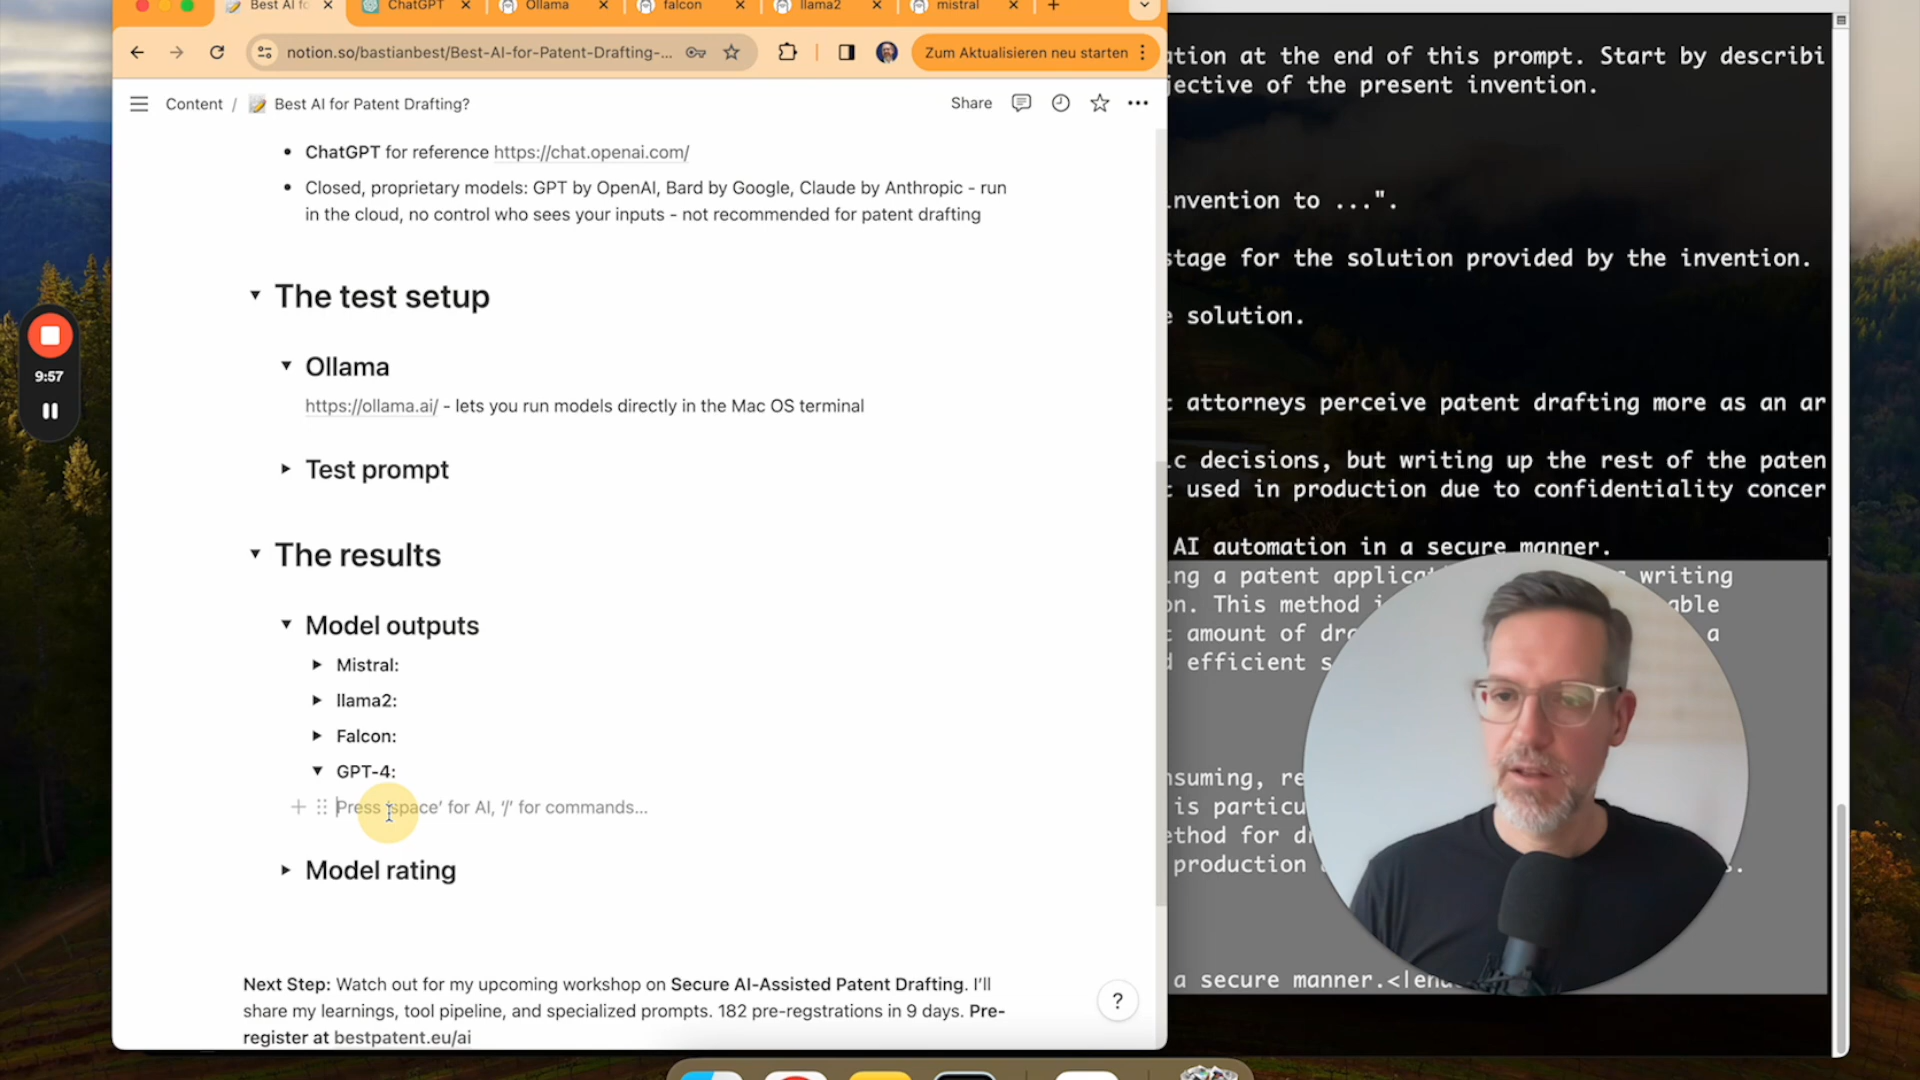 Best AI fo
ChatGPT
Ollama
falcon
llama2
mistral
notion.so/bastianbest/Best-AI-for-Patent-Drafting-...
Zum Aktualisieren neu starten
Content / Best AI for Patent Drafting?
Share
ChatGPT for reference https://chat.openai.com/
Closed, proprietary models: GPT by OpenAI, Bard by Google, Claude by Anthropic - run
in the cloud, no control who sees your inputs - not recommended for patent drafting
The test setup
Ollama
https://ollama.ai/ - lets you run models directly in the Mac OS terminal
Test prompt
The results
Model outputs
Mistral:
llama2:
Falcon:
GPT-4:
Press 'space' for AI, '/' for commands...
Model rating
Next Step: Watch out for my upcoming workshop on Secure AI-Assisted Patent Drafting. I'll
share my learnings, tool pipeline, and specialized prompts. 182 pre-regstrations in 9 days. Pre-
register at bestpatent.eu/ai
?
9:57
ation at the end of this prompt. Start by describi
jective of the present invention.
invention to ...".
stage for the solution provided by the invention.
solution.
attorneys perceive patent drafting more as an ar
c decisions, but writing up the rest of the paten
used in production due to confidentiality concer
AI automation in a secure manner.
ng a patent applica writing
on. This method able
amount of dra a
efficient s
nsuming, re
is particu
ethod for d
production
a secure manner.<|en